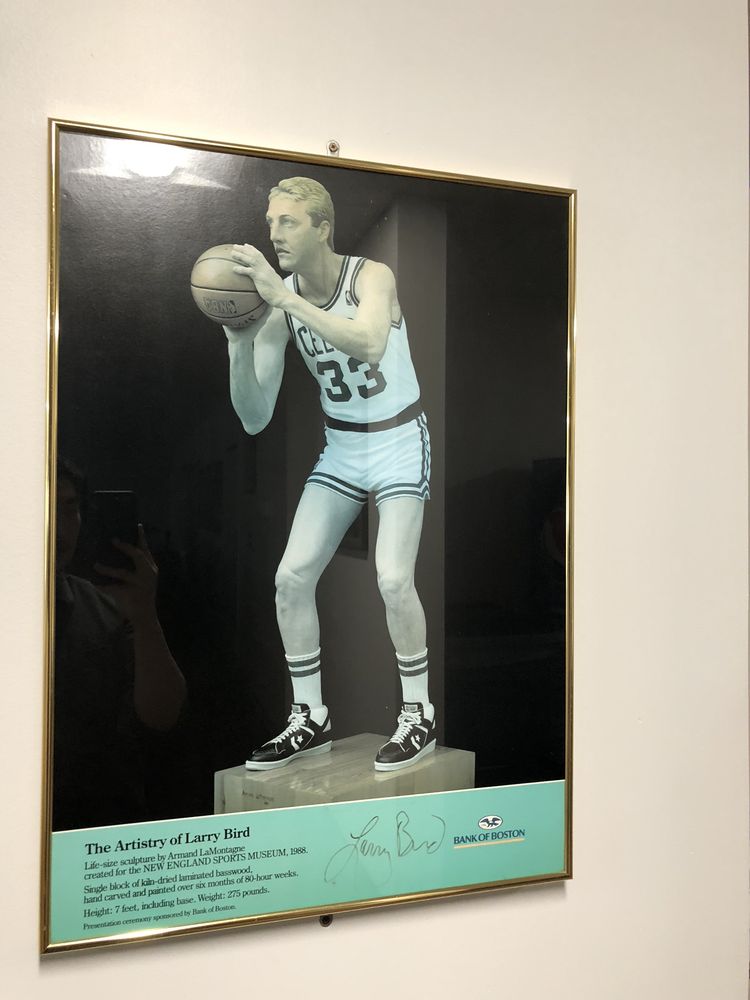 CEL
33
The Artistry of Larry Bird
Life-size sculpture by Armand LaMontagne
created for the NEW ENGLAND SPORTS MUSEUM, 1988.
Single block of kiln-dried laminated basswood,
hand carved and painted over six months of 80-hour weeks.
Height: 7 feet, including base. Weight: 275 pounds.
Presentation ceremony sponsored by Bank of Boston.
Larry Bird
BANK OF BOSTON